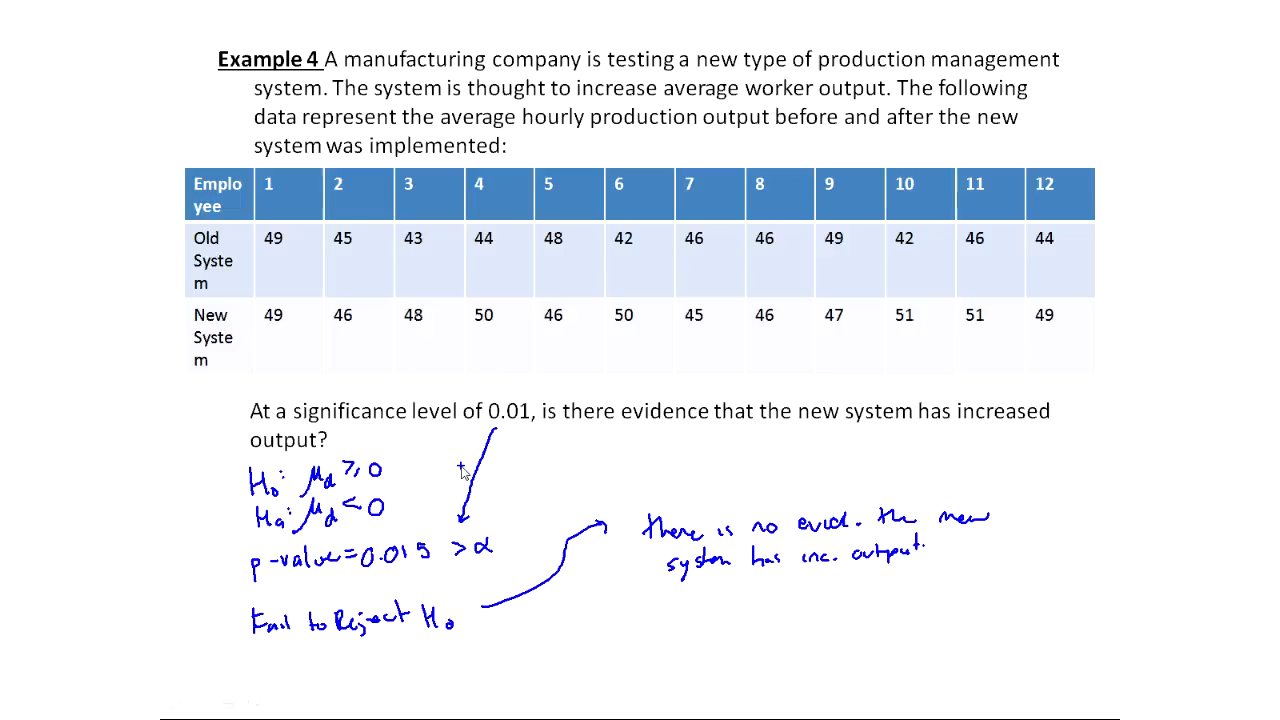 Example 4 A manufacturing company is testing a new type of production management
system. The system is thought to increase average worker output. The following
data represent the average hourly production output before and after the new
system was implemented:
Emplo yee 1 2 3 4 5 6 7 8 9 10 11 12
Old Syste m 49 45 43 44 48 42 46 46 49 42 46 44
New Syste m 49 46 48 50 46 50 45 46 47 51 51 49
At a significance level of 0.01, is there evidence that the new system has increased
output?
H₀: μd ≥ 0
Ha: μd < 0
p-value = 0.015 > α
Fail to Reject H₀
there is no evid. the new
system has inc. output.